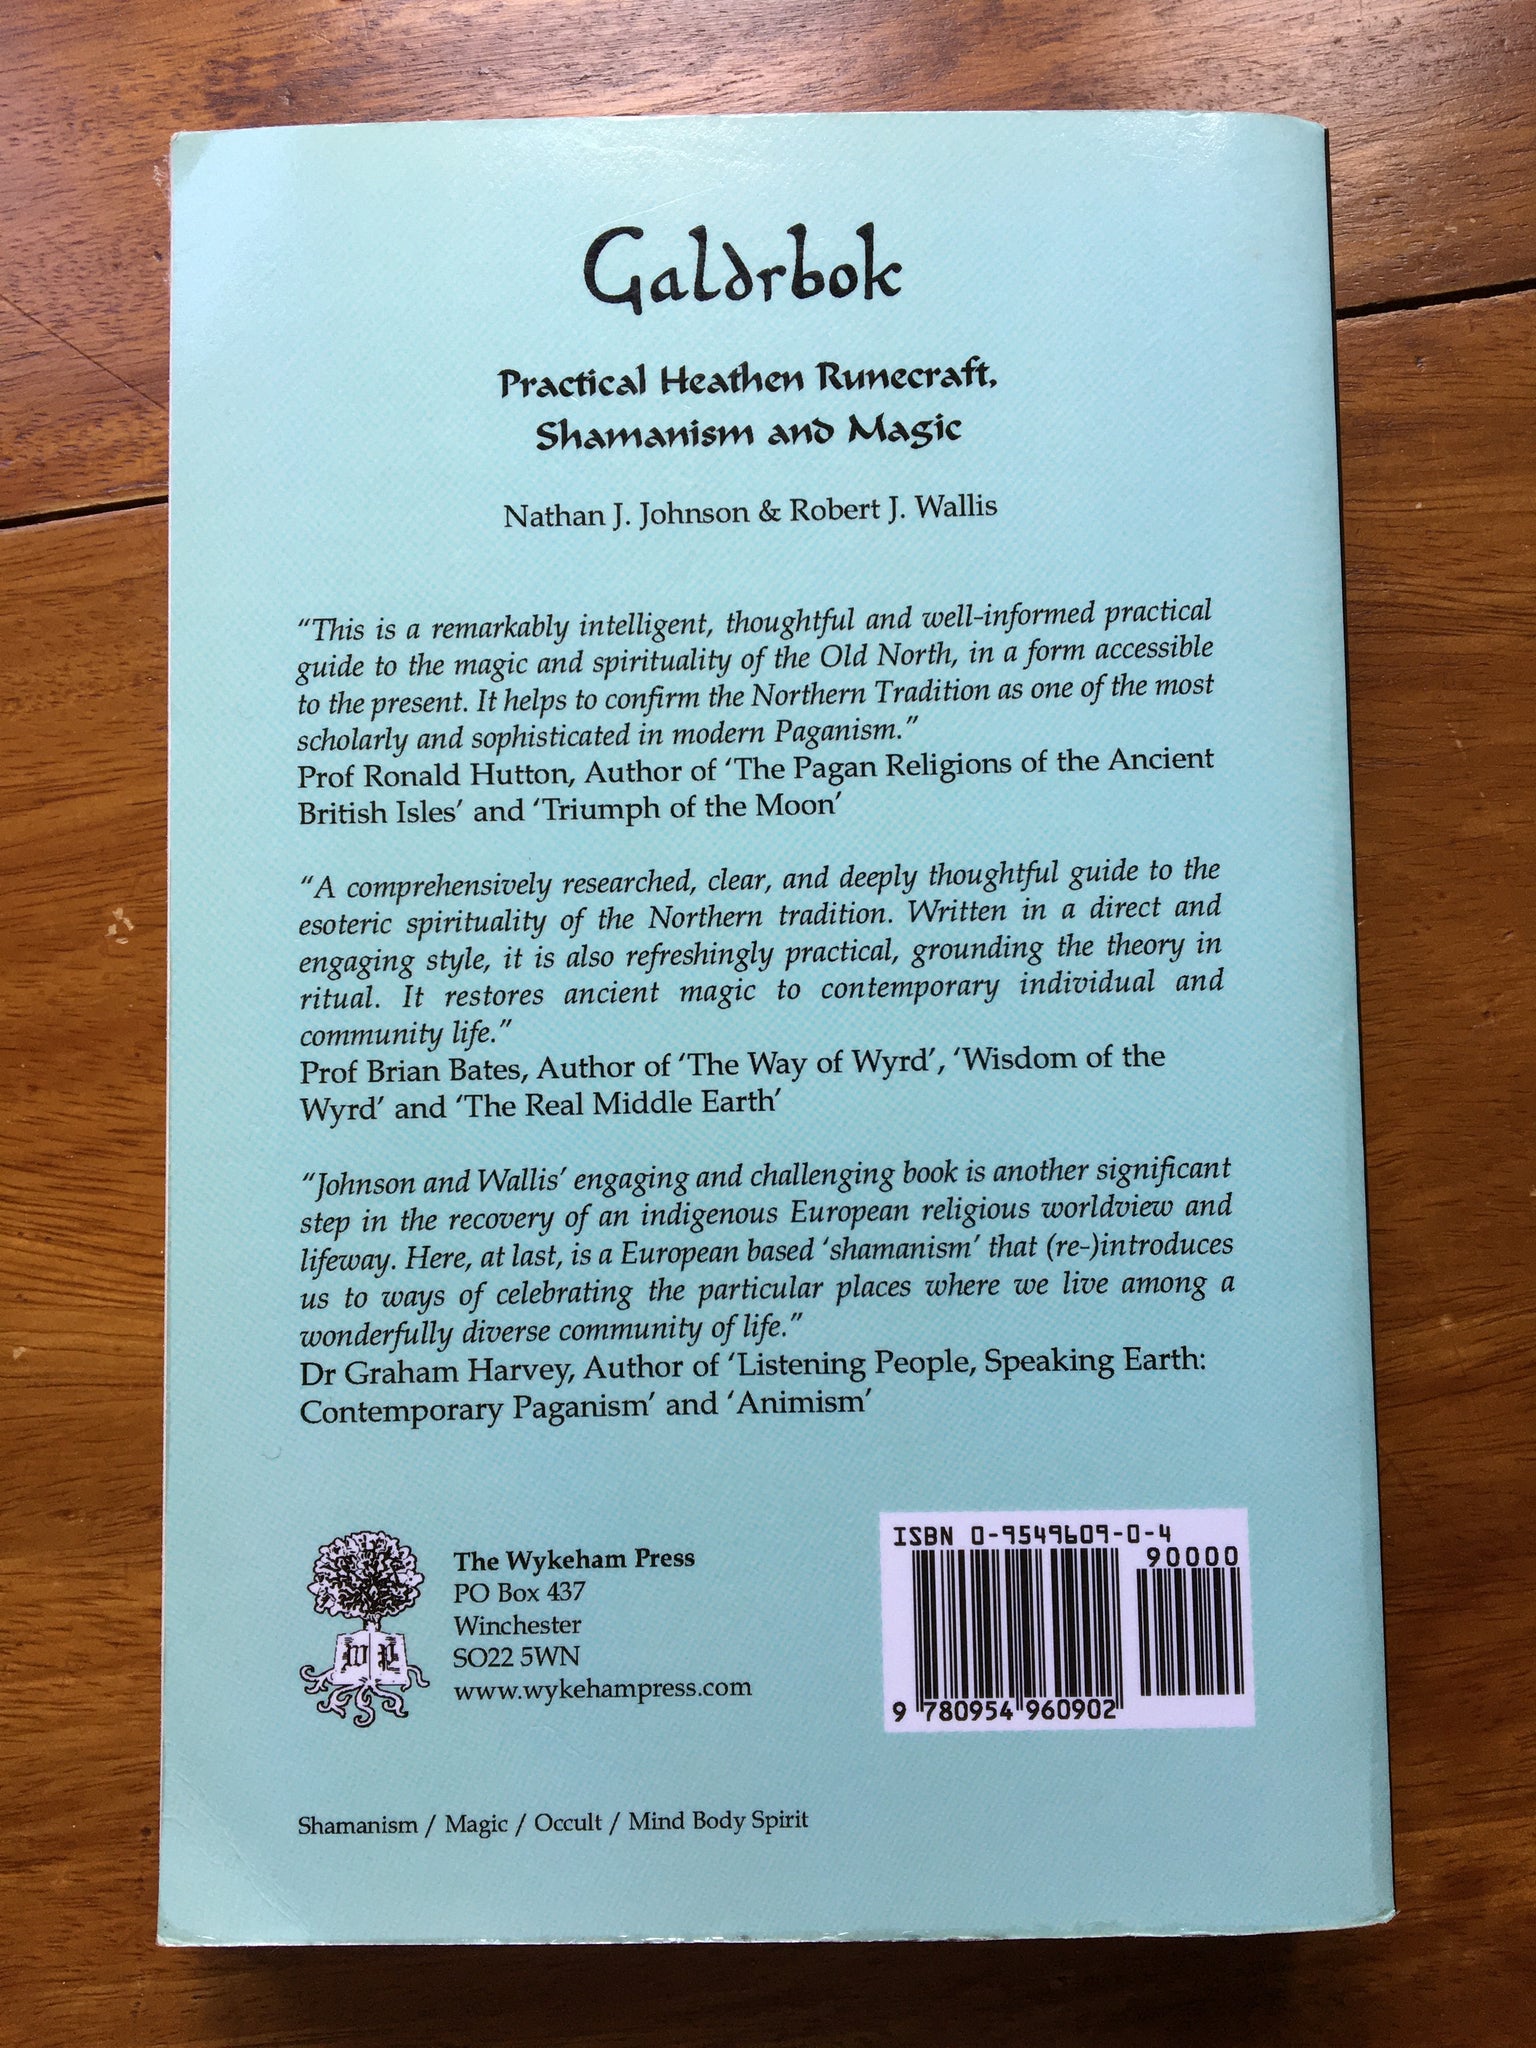 Galdrbok
Practical Heathen Runecraft,
Shamanism and Magic
Nathan J. Johnson & Robert J. Wallis
“This is a remarkably intelligent, thoughtful and well-informed practical
guide to the magic and spirituality of the Old North, in a form accessible
to the present. It helps to confirm the Northern Tradition as one of the most
scholarly and sophisticated in modern Paganism.”
Prof Ronald Hutton, Author of ‘The Pagan Religions of the Ancient
British Isles’ and ‘Triumph of the Moon’
“A comprehensively researched, clear, and deeply thoughtful guide to the
esoteric spirituality of the Northern tradition. Written in a direct and
engaging style, it is also refreshingly practical, grounding the theory in
ritual. It restores ancient magic to contemporary individual and
community life.”
Prof Brian Bates, Author of ‘The Way of Wyrd’, ‘Wisdom of the
Wyrd’ and ‘The Real Middle Earth’
“Johnson and Wallis’ engaging and challenging book is another significant
step in the recovery of an indigenous European religious worldview and
lifeway. Here, at last, is a European based ‘shamanism’ that (re-)introduces
us to ways of celebrating the particular places where we live among a
wonderfully diverse community of life.”
Dr Graham Harvey, Author of ‘Listening People, Speaking Earth:
Contemporary Paganism’ and ‘Animism’
W P
The Wykeham Press
PO Box 437
Winchester
SO22 5WN
www.wykehampress.com
ISBN 0-9549609-0-4
90000
9 780954 960902
Shamanism / Magic / Occult / Mind Body Spirit